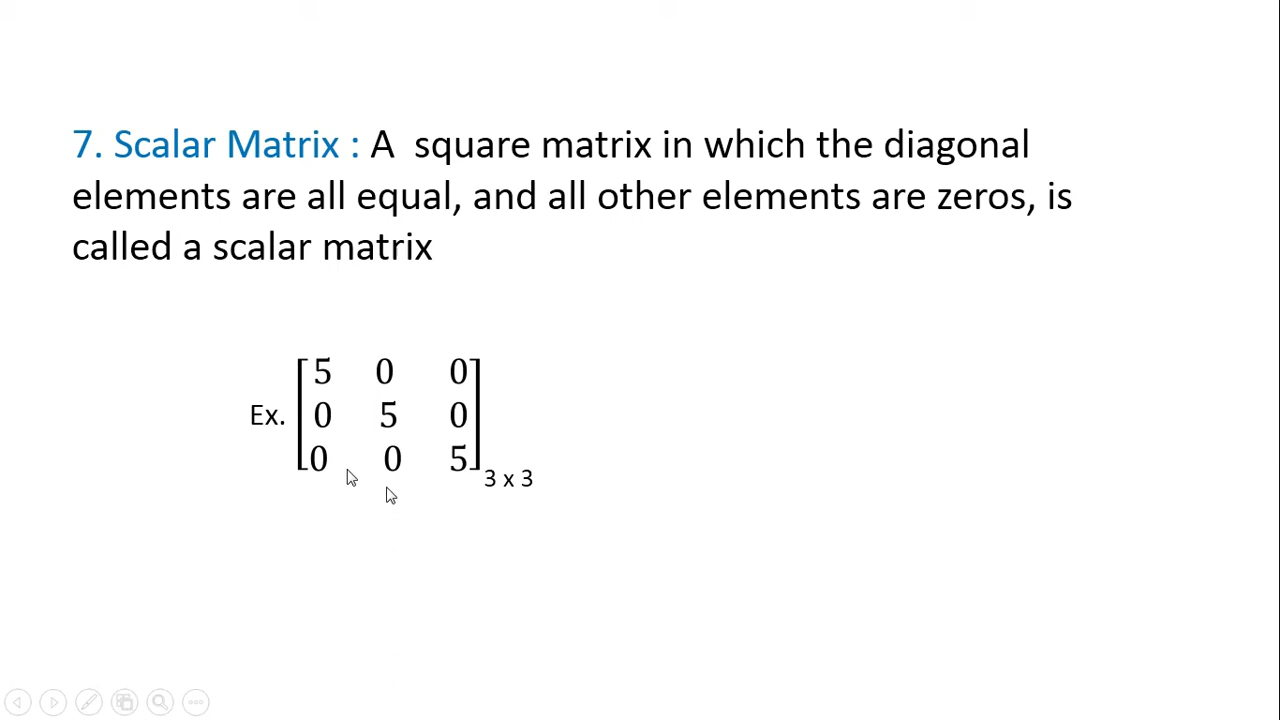 7. Scalar Matrix : A square matrix in which the diagonal
elements are all equal, and all other elements are zeros, is
called a scalar matrix
5 0 0
Ex. 0 5 0
0 0 5
3 x 3